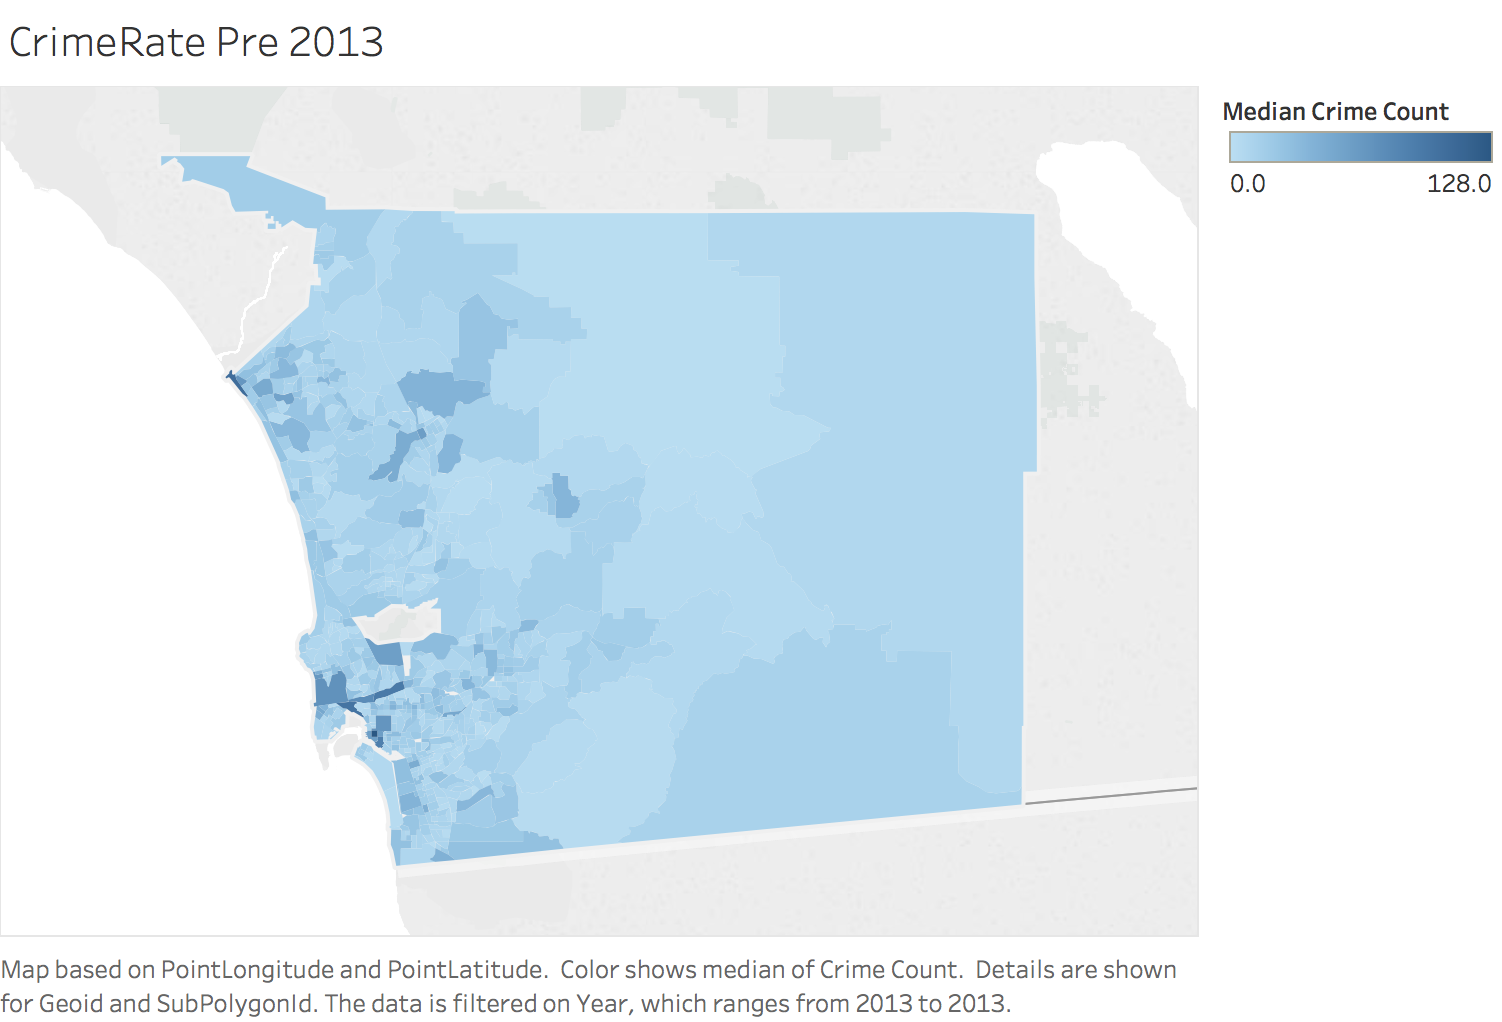 CrimeRate Pre 2013
Median Crime Count
0.0 128.0
Map based on PointLongitude and PointLatitude.  Color shows median of Crime Count.  Details are shown
for Geoid and SubPolygonId. The data is filtered on Year, which ranges from 2013 to 2013.